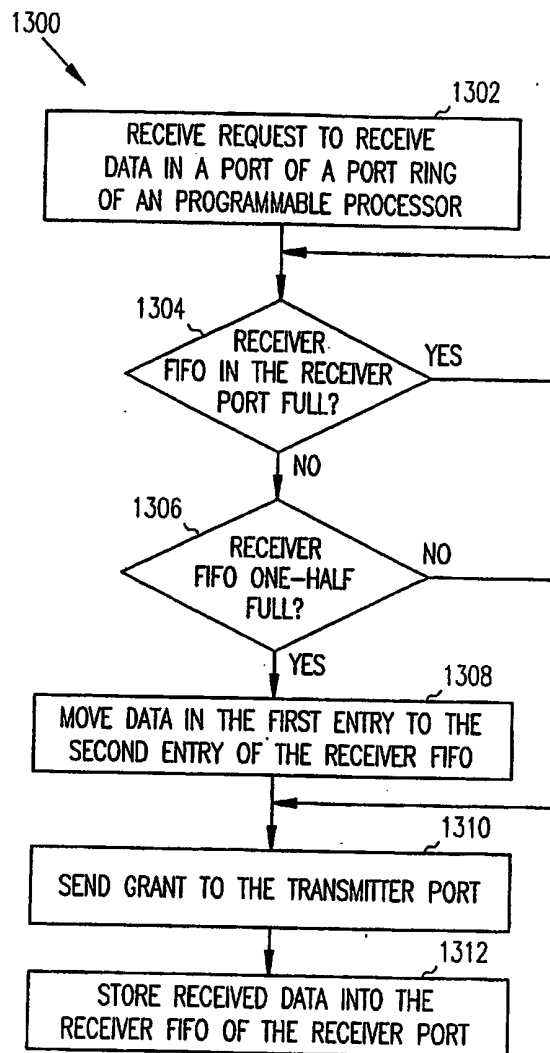 1300
1302
RECEIVE REQUEST TO RECEIVE
DATA IN A PORT OF A PORT RING
OF AN PROGRAMMABLE PROCESSOR
1304
RECEIVER
FIFO IN THE RECEIVER
PORT FULL?
YES
NO
1306
RECEIVER
FIFO ONE-HALF
FULL?
NO
YES
1308
MOVE DATA IN THE FIRST ENTRY TO THE
SECOND ENTRY OF THE RECEIVER FIFO
1310
SEND GRANT TO THE TRANSMITTER PORT
1312
STORE RECEIVED DATA INTO THE
RECEIVER FIFO OF THE RECEIVER PORT